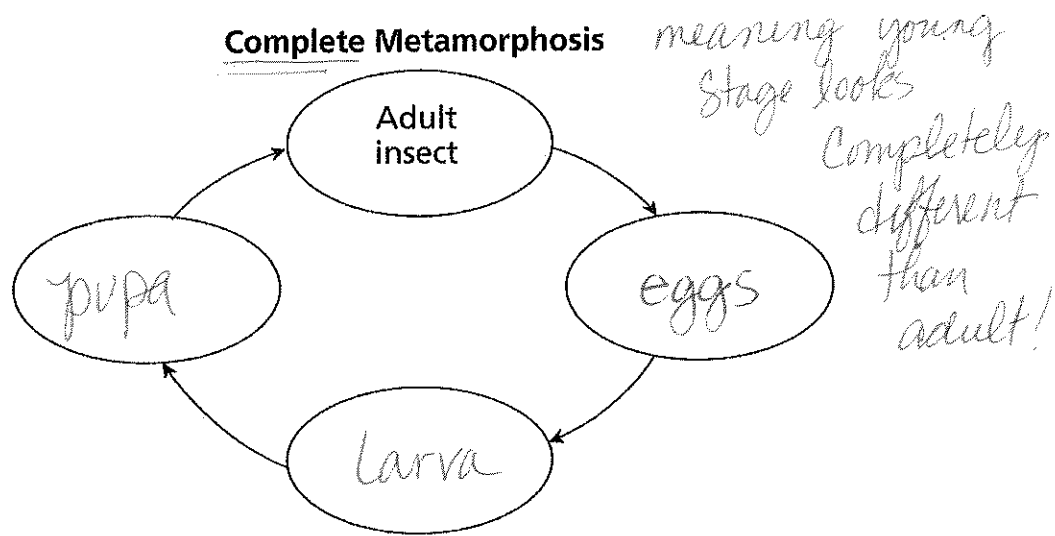 Complete Metamorphosis
meaning young
stage looks
completely
different
than
adult!
Adult
insect
pupa
eggs
Larva